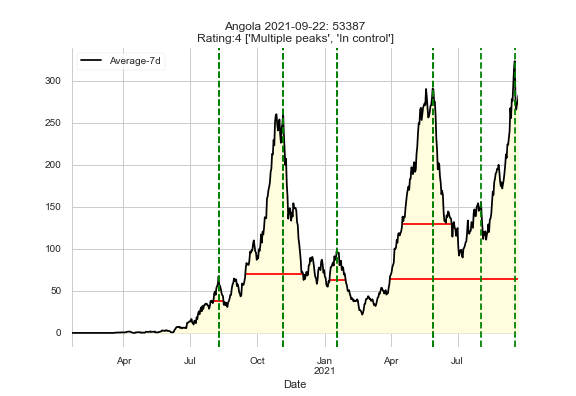 Angola 2021-09-22: 53387
Rating:4 ['Multiple peaks', 'In control']
Average-7d
300
250
200
150
100
50
0
Apr
Jul
Oct
Jan
2021
Apr
Jul
Date